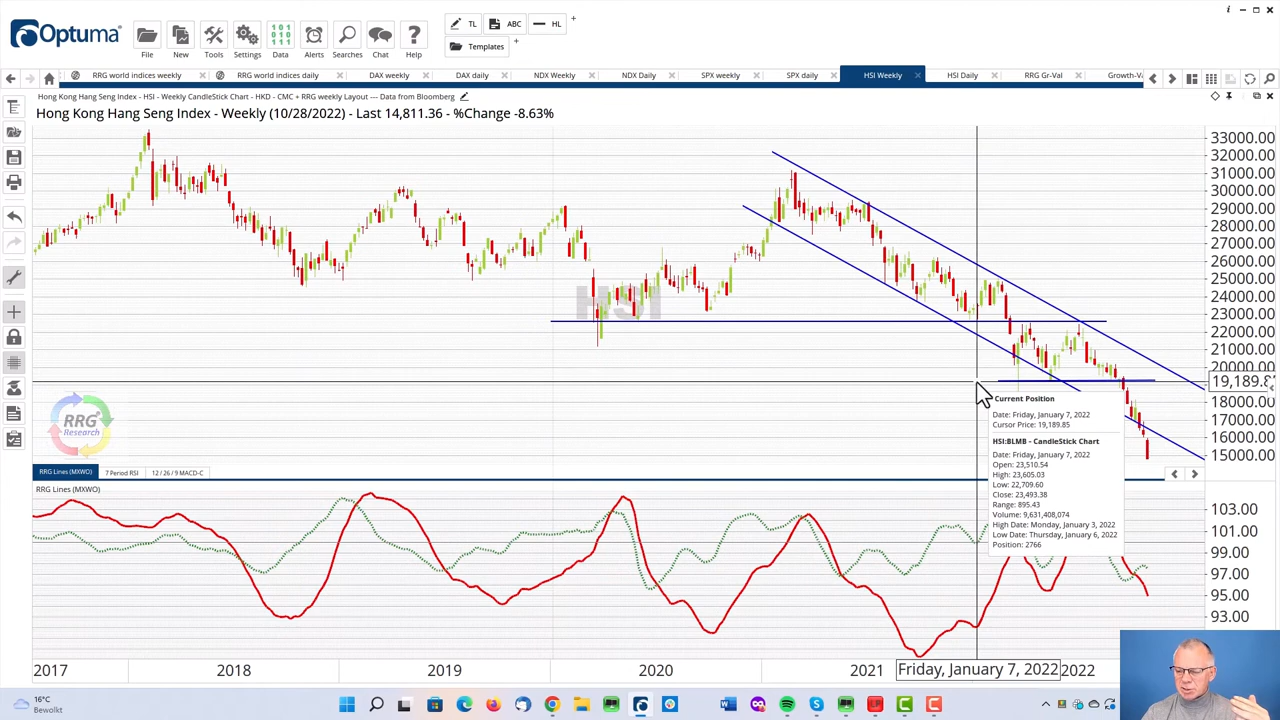 Optuma
File
New
Tools
Settings
Data
Alerts
Searches
Chat
Help
TL
ABC
HL
Templates
RRG world indices weekly
RRG world indices daily
DAX weekly
DAX daily
NDX Weekly
NDX Daily
SPX weekly
SPX daily
HSI Weekly
HSI Daily
RRG Gr-Val
Growth-V
Hong Kong Hang Seng Index - HSI - Weekly CandleStick Chart - HKD - CMC + RRG weekly Layout --- Data from Bloomberg
Hong Kong Hang Seng Index - Weekly (10/28/2022) - Last 14,811.36 - %Change -8.63%
33000.00
32000.00
31000.00
30000.00
29000.00
28000.00
27000.00
26000.00
25000.00
24000.00
23000.00
22000.00
21000.00
20000.00
19,189.8
18000.00
17000.00
16000.00
15000.00
HSI
RRG
Research
Current Position
Date: Friday, January 7, 2022
Cursor Price: 19,189.85
HSI:BLMB - CandleStick Chart
Date: Friday, January 7, 2022
Open: 23,510.54
High: 23,605.03
Low: 22,709.60
Close: 23,493.38
Range: 895.43
Volume: 9,631,408,074
High Date: Monday, January 3, 2022
Low Date: Thursday, January 6, 2022
Position: 2766
RRG Lines (MXWO)
7 Period RSI
12 / 26 / 9 MACD-C
RRG Lines (MXWO)
103.00
101.00
99.00
97.00
95.00
93.00
2017
2018
2019
2020
2021
Friday, January 7, 2022
2022
16°C
Bewolkt